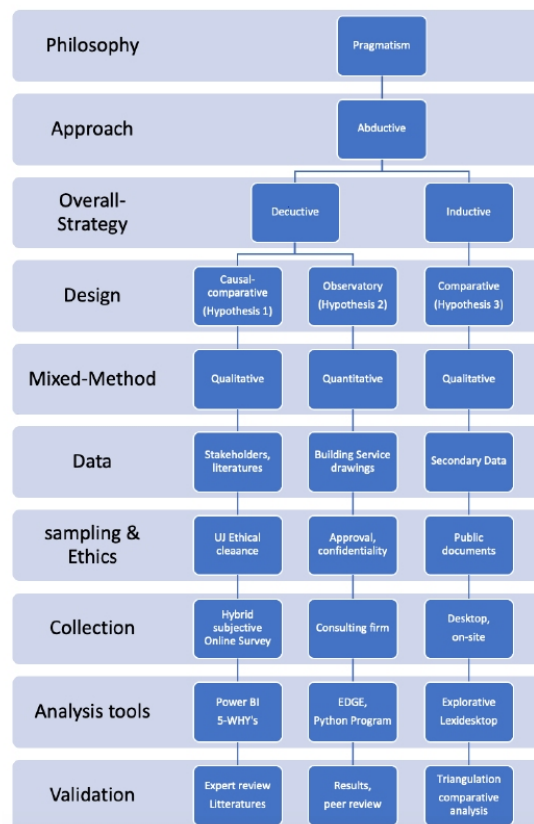 Philosophy
Pragmatism
Approach
Abductive
Overall-
Strategy
Decuctive
Inductive
Design
Causal-
comparative
(Hypothesis 1)
Observatory
(Hypothesis 2)
Comparative
(Hypothesis 3)
Mixed-Method
Qualitative
Quantitative
Qualitative
Data
Stakeholders,
literatures
Building Service
drawings
Secondary Data
sampling &
Ethics
UJ Ethical
cleaance
Approval,
confidentiality
Public
documents
Collection
Hybrid
subjective
Online Survey
Consulting firm
Desktop,
on-site
Analysis tools
Power BI
5-WHY's
EDGE,
Python Program
Explorative
Lexidesktop
Validation
Expert review
Litteratures
Results,
peer review
Triangulation
comparative
analysis